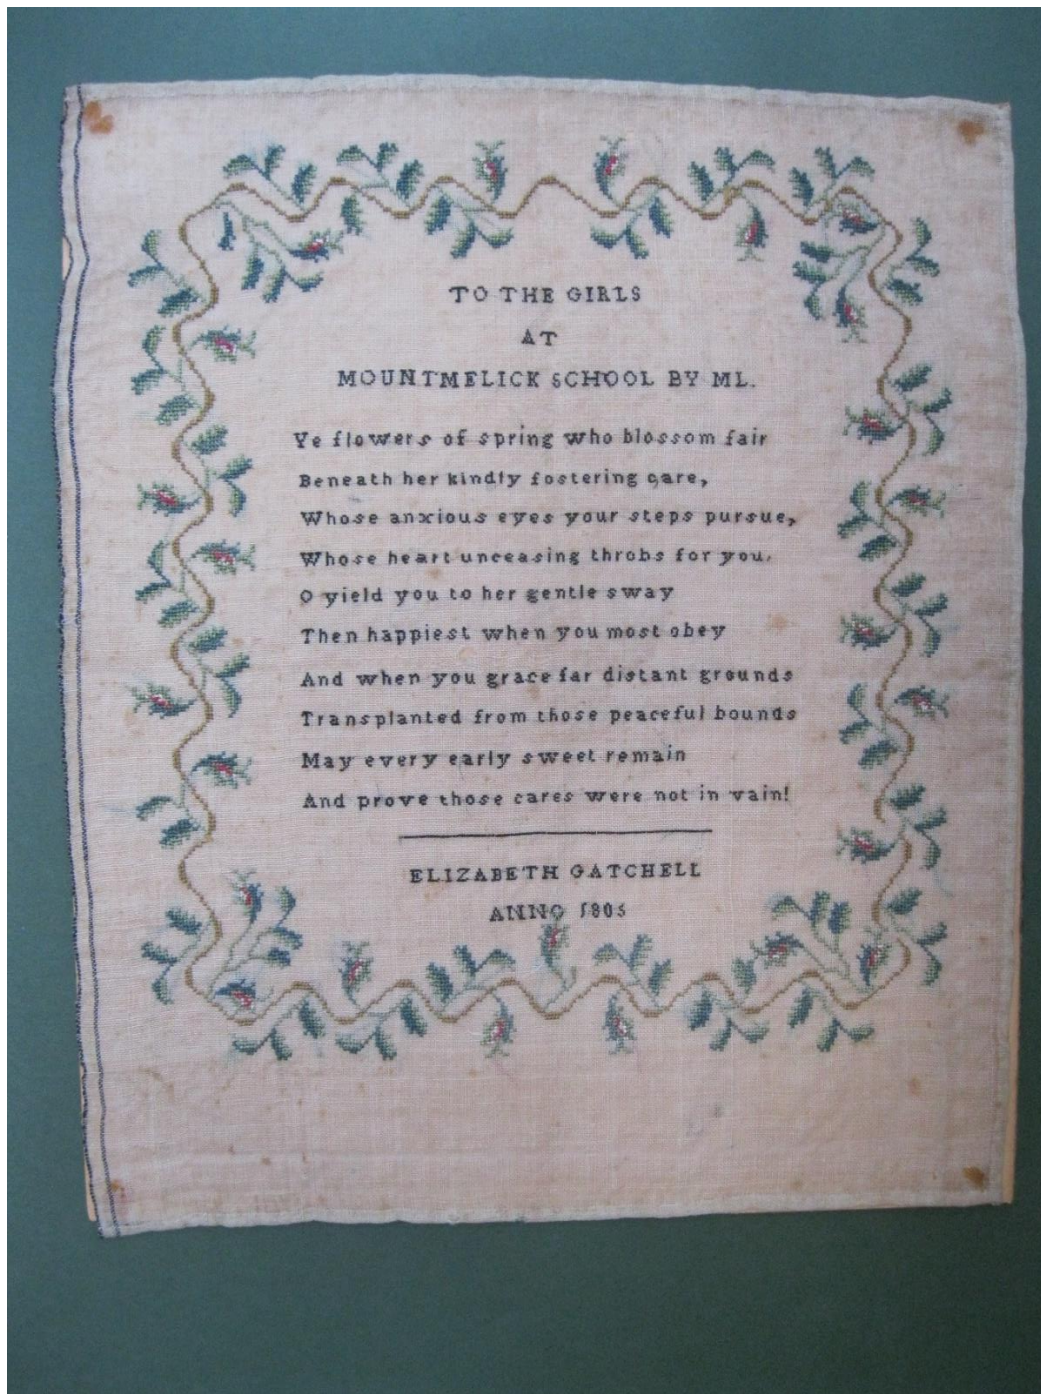 TO THE GIRLS
AT
MOUNTMELICK SCHOOL BY ML.
Ye flowers of spring who blossom fair
Beneath her kindly fostering care,
Whose anxious eyes your steps pursue,
Whose heart unceasing throbs for you.
O yield you to her gentle sway
Then happiest when you most obey
And when you grace far distant grounds
Transplanted from those peaceful bounds
May every early sweet remain
And prove those cares were not in vain!
ELIZABETH GATCHELL
ANNO 1805